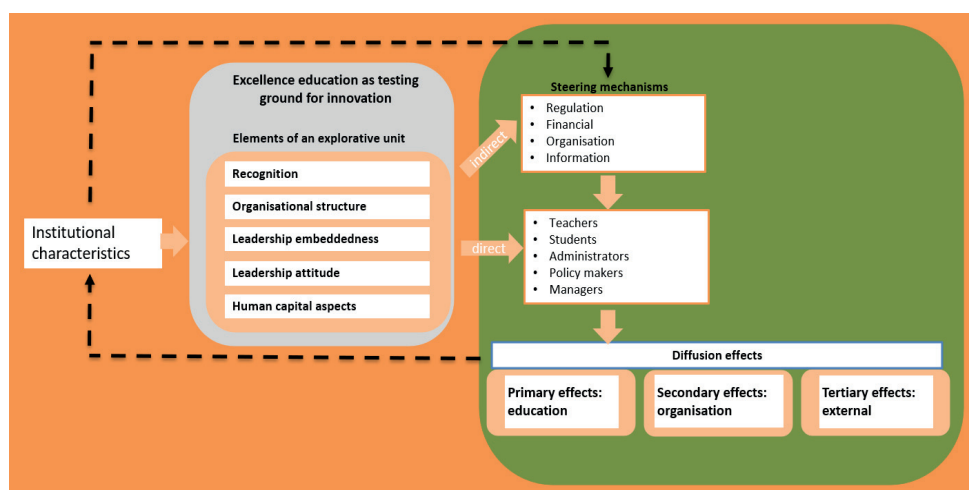 Institutional
characteristics
Excellence education as testing
ground for innovation
Elements of an explorative unit
Recognition
Organisational structure
Leadership embeddedness
Leadership attitude
Human capital aspects
indirect
direct
Steering mechanisms
• Regulation
• Financial
• Organisation
• Information
• Teachers
• Students
• Administrators
• Policy makers
• Managers
Diffusion effects
Primary effects:
education
Secondary effects:
organisation
Tertiary effects:
external